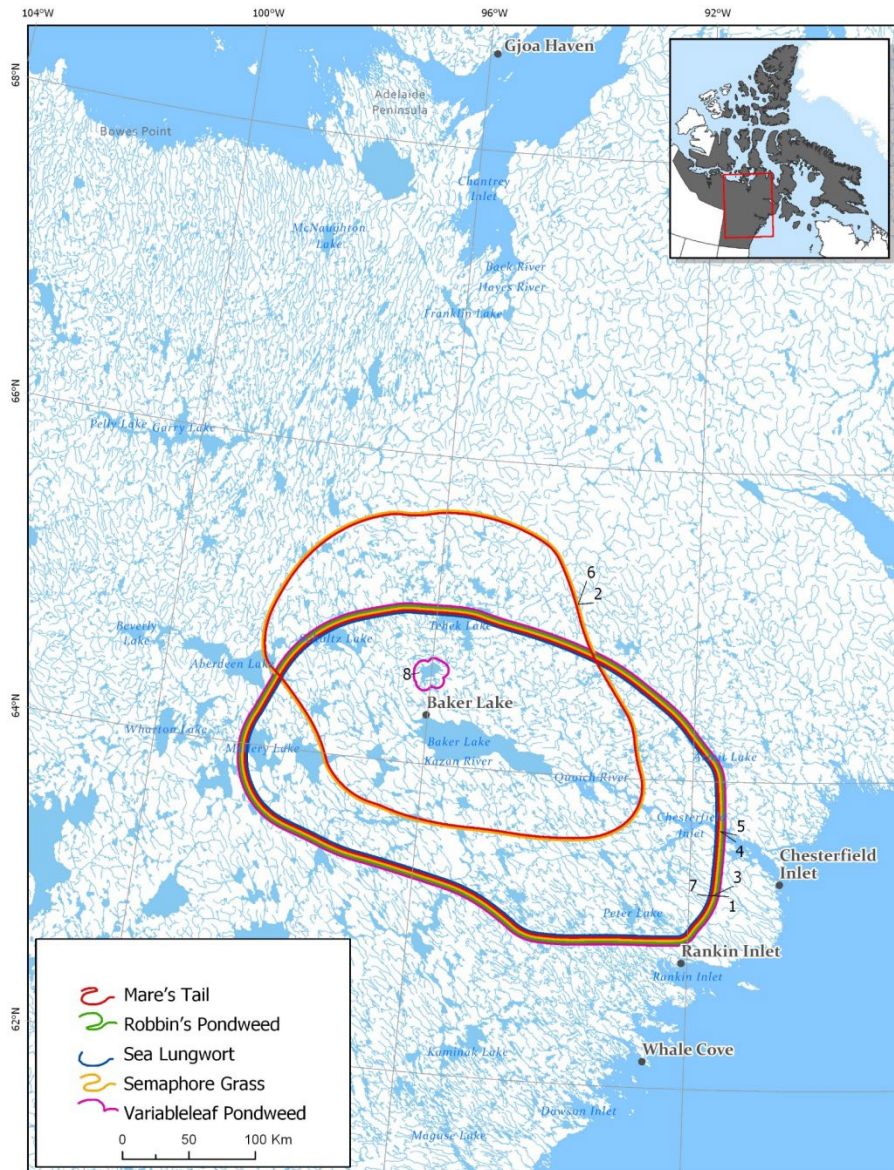 104°W
100°W
96°W
92°W
68°N
66°N
64°N
62°N
Gjoa Haven
Adelaide
Peninsula
Bowes Point
Chantrey
Inlet
McNaughton
Lake
Back River
Hayes River
Franklin Lake
Pelly Lake
Garry Lake
6
2
Beverly
Lake
Schultz Lake
Tehek Lake
Aberdeen Lake
8
Baker Lake
Wharton Lake
Baker Lake
Kazan River
Quoich River
Chesterfield
Inlet
5
4
Chesterfield
Inlet
7
3
1
Peter Lake
Rankin Inlet
Rankin Inlet
Whale Cove
Kaminak Lake
Dawson Inlet
Maguse Lake
Mare's Tail
Robbin's Pondweed
Sea Lungwort
Semaphore Grass
Variableleaf Pondweed
0 50 100 Km